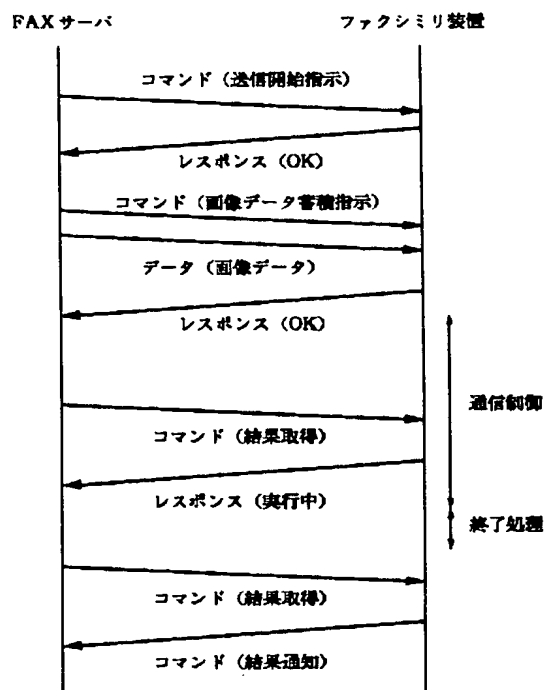 FAXサーバ
ファクシミリ装置
コマンド(送信開始指示)
レスポンス(OK)
コマンド(画像データ蓄積指示)
データ(画像データ)
レスポンス(OK)
通信制御
コマンド(結果取得)
レスポンス(実行中)
終了処理
コマンド(結果取得)
コマンド(結果通知)